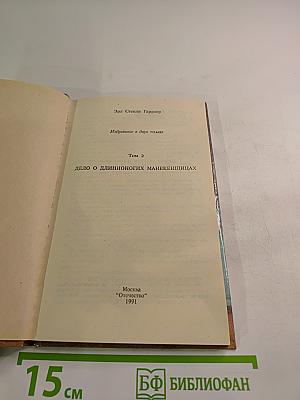 Эрл Стенли Гарднер
Избранное в двух томах
Том 2
ДЕЛО О ДЛИННОНОГИХ МАНЕКЕНЩИЦАХ
Москва
"Отечество"
1991
15 см
БФ БИБЛИОФАН